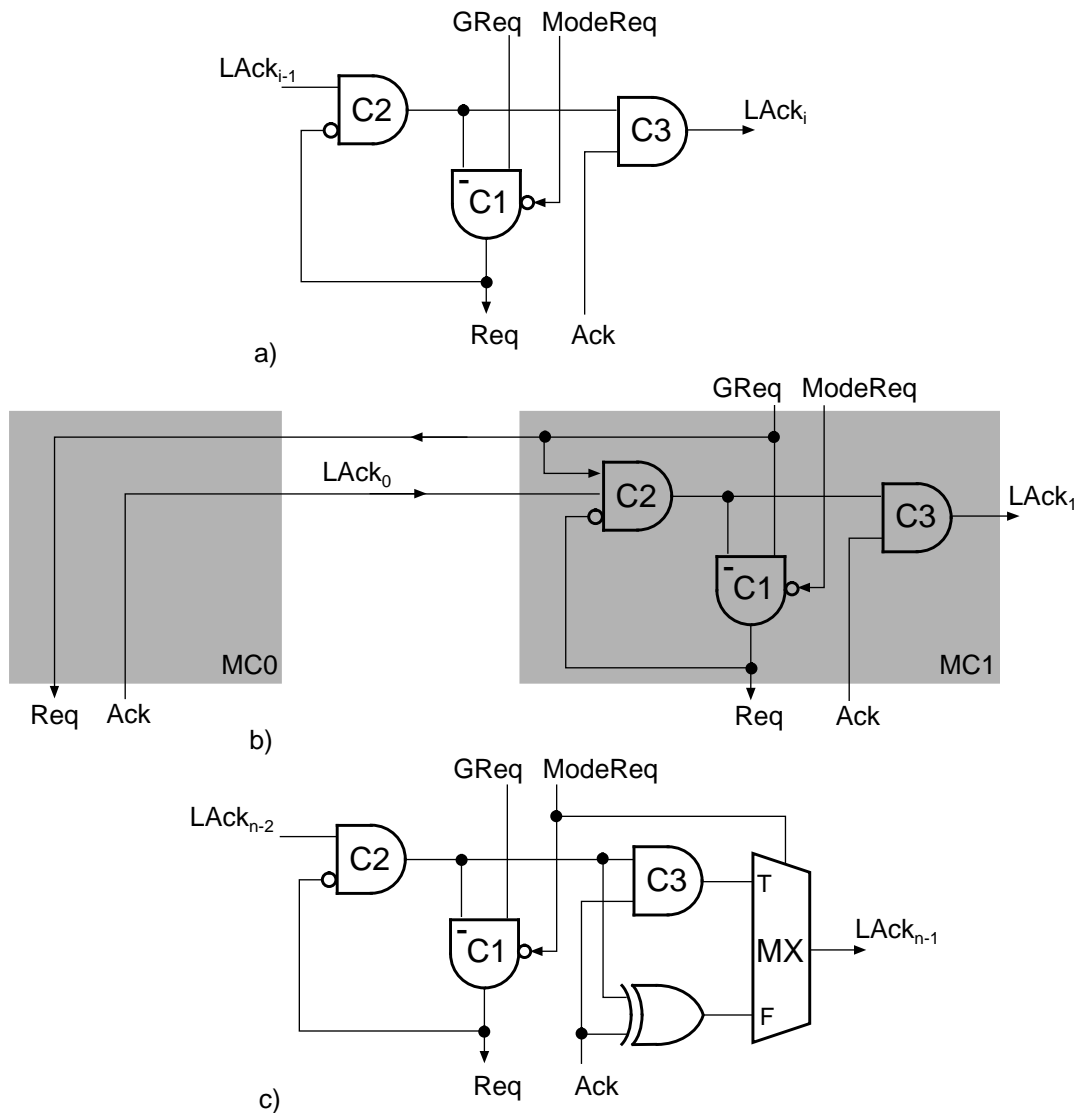 GReq ModeReq
LAck_{i-1}
C2
C3
LAck_i
- C1
Req
Ack
a)
GReq ModeReq
LAck_0
C2
C3
LAck_1
- C1
MC0
MC1
Req Ack
Req
Ack
b)
GReq ModeReq
LAck_{n-2}
C2
C3
T
LAck_{n-1}
- C1
MX
F
Req
Ack
c)